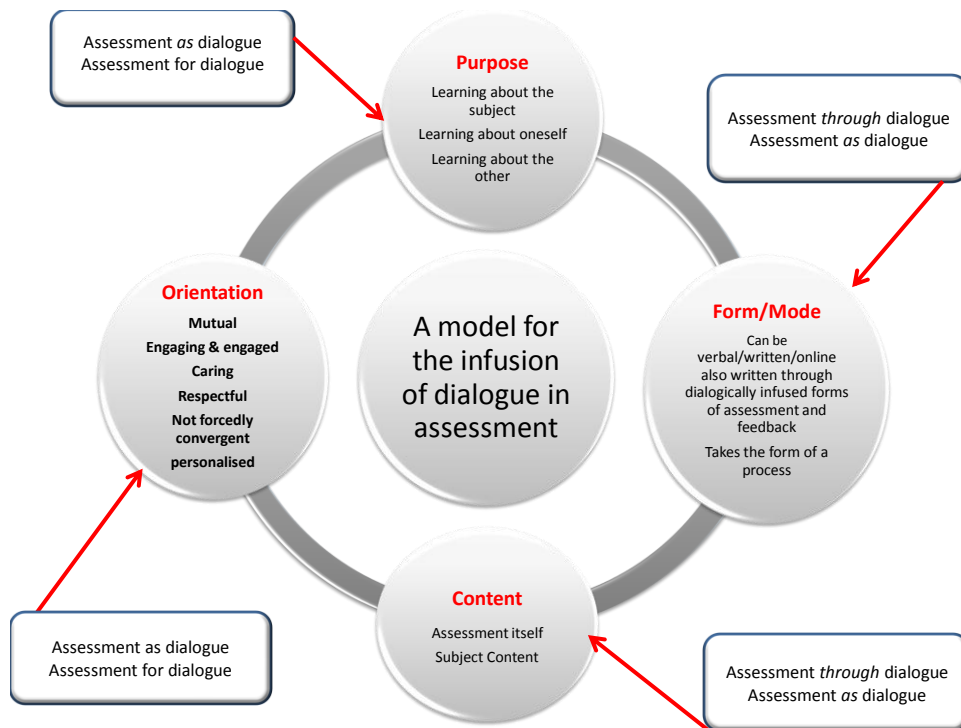 Assessment as dialogue
Assessment for dialogue
Purpose
Learning about the
subject
Learning about oneself
Learning about the
other
Assessment through dialogue
Assessment as dialogue
Orientation
Mutual
Engaging & engaged
Caring
Respectful
Not forcedly
convergent
personalised
A model for
the infusion
of dialogue in
assessment
Form/Mode
Can be
verbal/written/online
also written through
dialogically infused forms
of assessment and
feedback
Takes the form of a
process
Content
Assessment itself
Subject Content
Assessment as dialogue
Assessment for dialogue
Assessment through dialogue
Assessment as dialogue